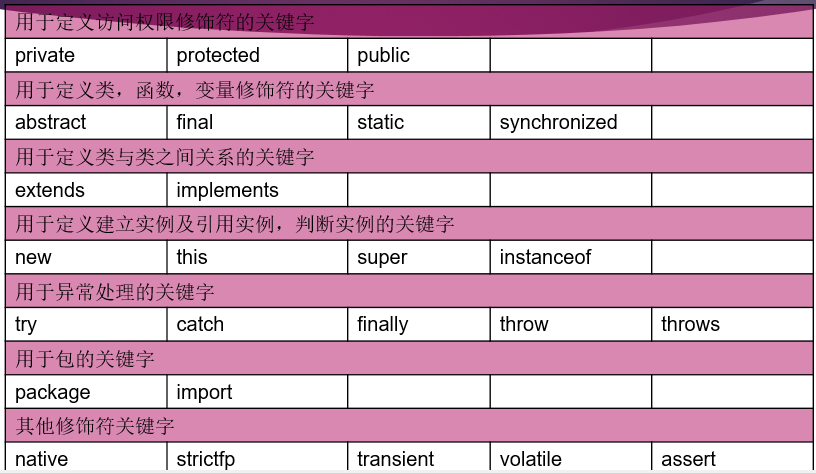 用于定义访问权限修饰符的关键字
private protected public
用于定义类，函数，变量修饰符的关键字
abstract final static synchronized
用于定义类与类之间关系的关键字
extends implements
用于定义建立实例及引用实例，判断实例的关键字
new this super instanceof
用于异常处理的关键字
try catch finally throw throws
用于包的关键字
package import
其他修饰符关键字
native strictfp transient volatile assert